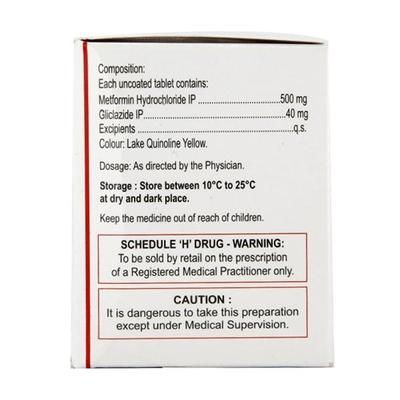 Composition:
Each uncoated tablet contains:
Metformin Hydrochloride IP ............................ 500 mg
Gliclazide IP ................................................ 40 mg
Excipients .................................................... q.s.
Colour: Lake Quinoline Yellow.
Dosage: As directed by the Physician.
Storage : Store between 10°C to 25°C
at dry and dark place.
Keep the medicine out of reach of children.
SCHEDULE 'H' DRUG - WARNING:
To be sold by retail on the prescription
of a Registered Medical Practitioner only.
CAUTION :
It is dangerous to take this preparation
except under Medical Supervision.